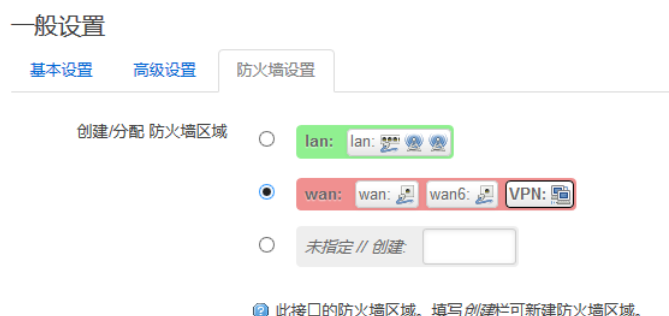 一般设置
基本设置 高级设置 防火墙设置
创建/分配 防火墙区域 lan: lan:
wan: wan: wan6: VPN:
未指定 // 创建:
此接口的防火墙区域。填写创建栏可新建防火墙区域。